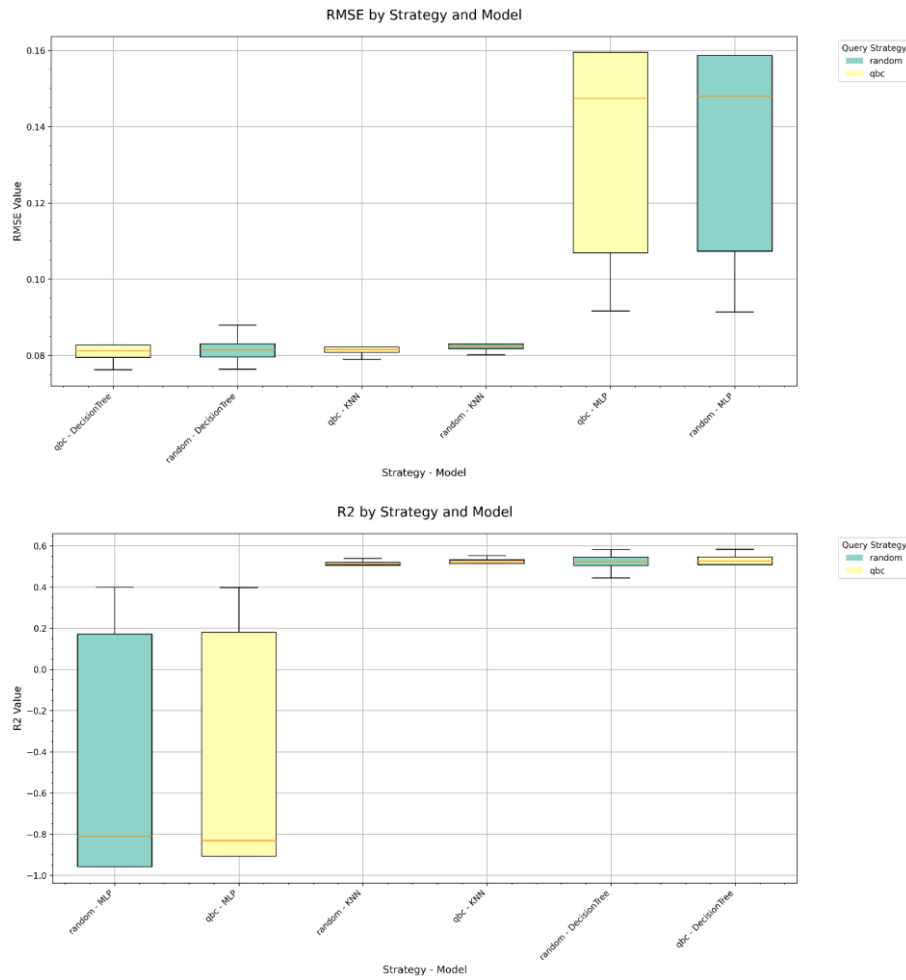 RMSE by Strategy and Model
Query Strategy
random
qbc
RMSE Value
0.16
0.14
0.12
0.10
0.08
qbc - DecisionTree
random - DecisionTree
qbc - KNN
random - KNN
qbc - MLP
random - MLP
Strategy - Model
R2 by Strategy and Model
Query Strategy
random
qbc
R2 Value
0.6
0.4
0.2
0.0
−0.2
−0.4
−0.6
−0.8
−1.0
random - MLP
qbc - MLP
random - KNN
qbc - KNN
random - DecisionTree
qbc - DecisionTree
Strategy - Model